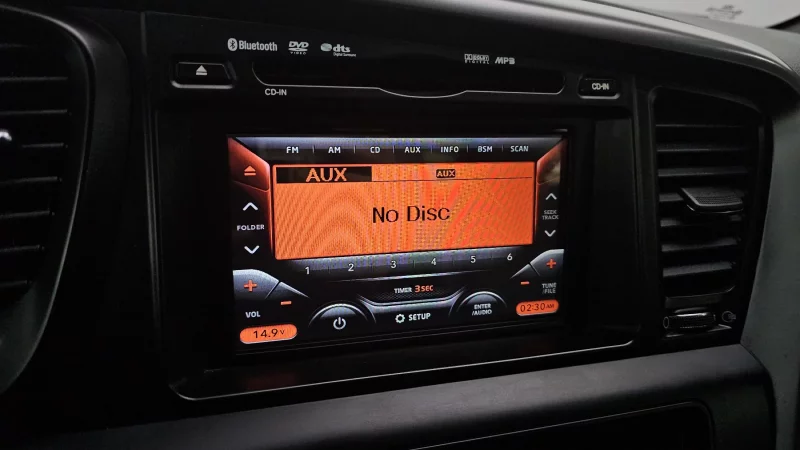 Bluetooth DVD VIDEO dts Digital Surround DOLBY DIGITAL MP3
CD-IN CD-IN
FM AM CD AUX INFO BSM SCAN
AUX AUX
No Disc
FOLDER
SEEK TRACK
1 2 3 4 5 6
TIMER 3SEC
+ - VOL
- + TUNE /FILE
SETUP
ENTER /AUDIO
14.9V
02:30AM